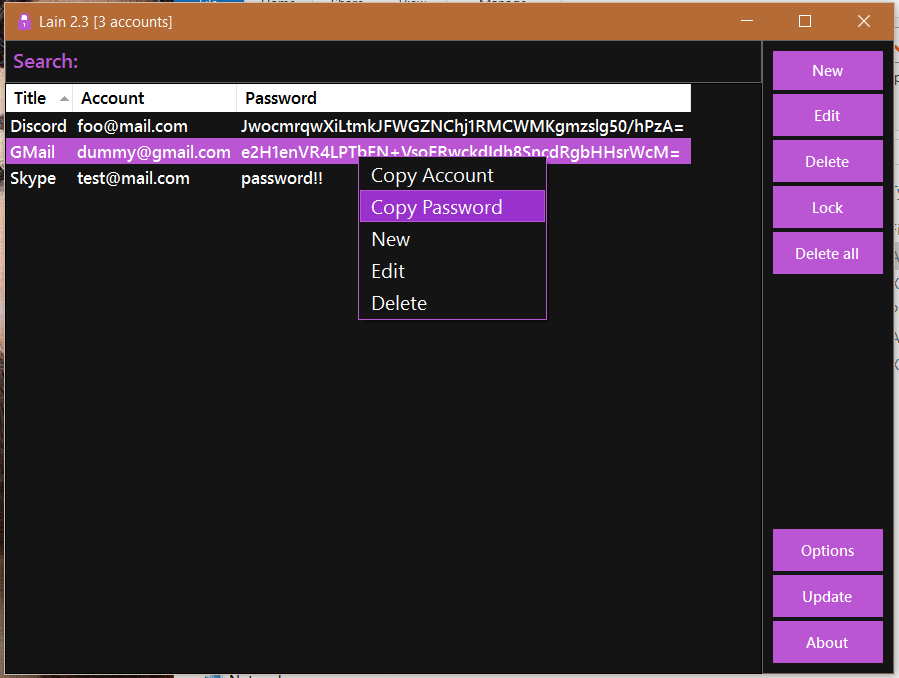 Lain 2.3 [3 accounts]
Search:
Title Account Password
Discord foo@mail.com JwocmrqwXiLtmkJFWGZNChj1RMCWMKgmzslg50/hPzA=
GMail dummy@gmail.com
Skype test@mail.com password!!
Copy Account
Copy Password
New
Edit
Delete
New
Edit
Delete
Lock
Delete all
Options
Update
About